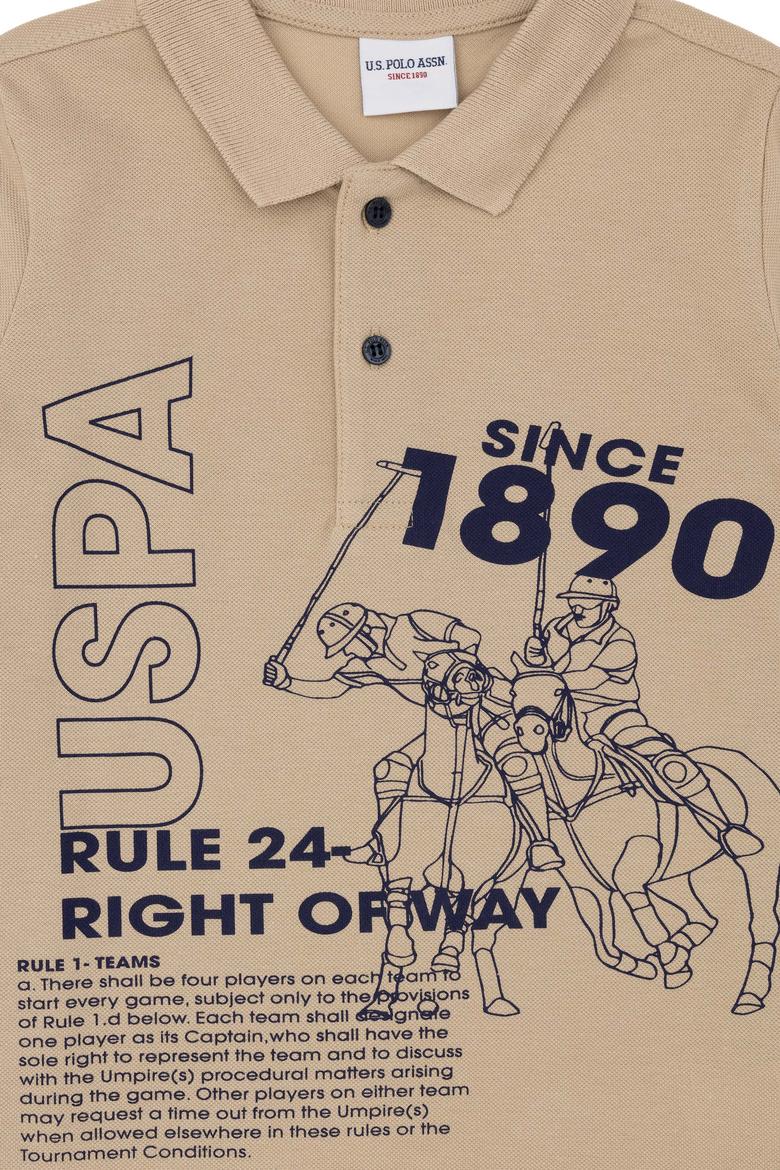 U.S. POLO ASSN.
SINCE 1890
USPA
SINCE
1890
RULE 24-
RIGHT OF WAY
RULE 1- TEAMS
a. There shall be four players on each team to
start every game, subject only to the provisions
of Rule 1.d below. Each team shall designate
one player as its Captain,who shall have the
sole right to represent the team and to discuss
with the Umpire(s) procedural matters arising
during the game. Other players on either team
may request a time out from the Umpire(s)
when allowed elsewhere in these rules or the
Tournament Conditions.